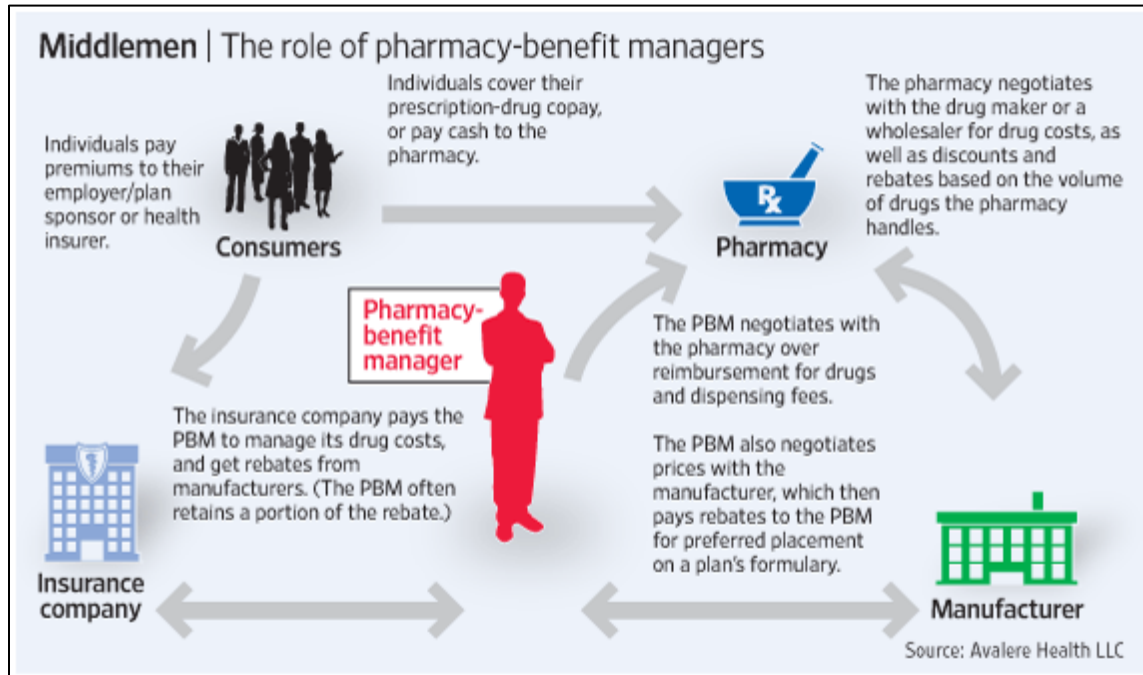 Middlemen | The role of pharmacy-benefit managers
Individuals pay
premiums to their
employer/plan
sponsor or health
insurer.
Consumers
Individuals cover their
prescription-drug copay,
or pay cash to the
pharmacy.
Rx
Pharmacy
The pharmacy negotiates
with the drug maker or a
wholesaler for drug costs, as
well as discounts and
rebates based on the volume
of drugs the pharmacy
handles.
Pharmacy-
benefit
manager
The PBM negotiates with
the pharmacy over
reimbursement for drugs
and dispensing fees.
The insurance company pays the
PBM to manage its drug costs,
and get rebates from
manufacturers. (The PBM often
retains a portion of the rebate.)
The PBM also negotiates
prices with the
manufacturer, which then
pays rebates to the PBM
for preferred placement
on a plan's formulary.
Insurance
company
Manufacturer
Source: Avalere Health LLC